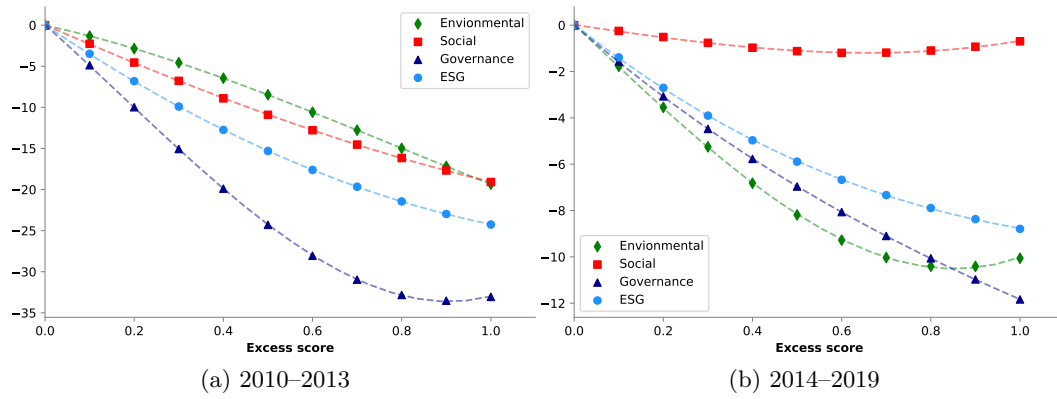 0
−5
−10
−15
−20
−25
−30
−35
0.0 0.2 0.4 0.6 0.8 1.0
Excess score
Envionmental
Social
Governance
ESG
(a) 2010–2013
0
−2
−4
−6
−8
−10
−12
0.0 0.2 0.4 0.6 0.8 1.0
Excess score
Envionmental
Social
Governance
ESG
(b) 2014–2019